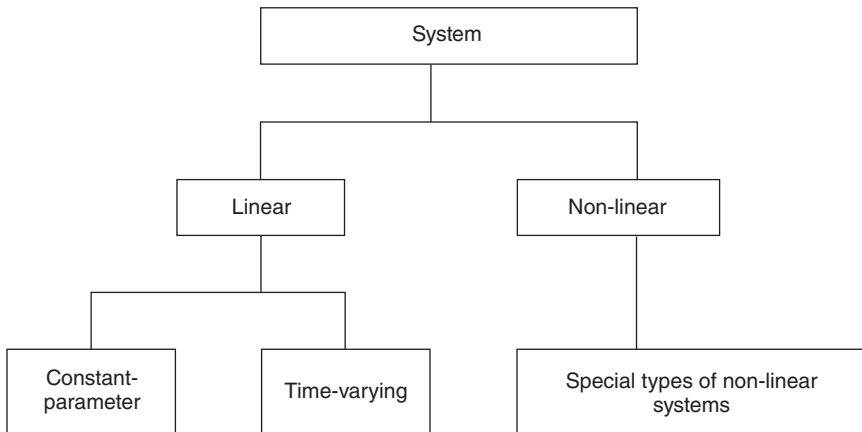 System
Linear
Non-linear
Constant-
parameter
Time-varying
Special types of non-linear
systems